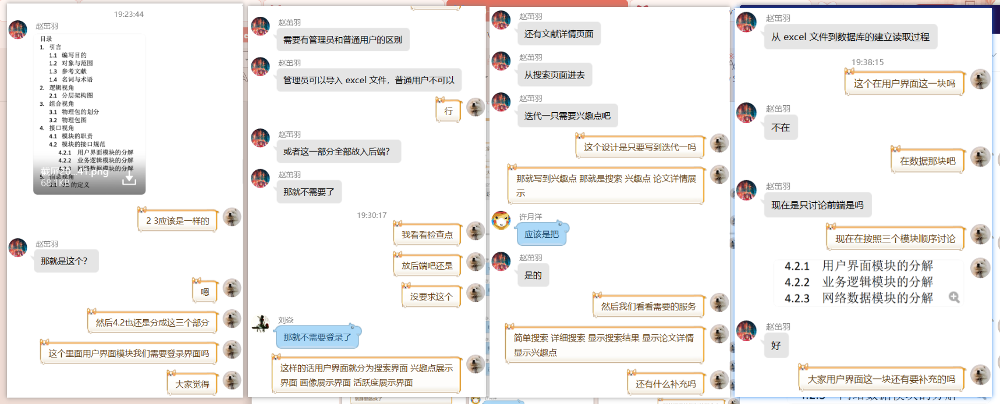 19:23:44
赵茁羽
目录
1. 引言
1.1 编写目的
1.2 对象与范围
1.3 参考文献
1.4 名词与术语
2. 逻辑视角
2.1 分层架构图
3. 组合视角
3.1 物理包的划分
3.2 物理包图
4. 接口视角
4.1 模块的职责
4.2 模块的接口规范
4.2.1 用户界面模块的分解
4.2.2 业务逻辑模块的分解
4.2.3 网络数据模块的分解
截屏20...41.png
68.1KB
5. 信息视角
的定义
2 3应该是一样的
赵茁羽
那就是这个?
嗯
然后4.2也还是分成这三个部分
这个里面用户界面模块我们需要登录界面吗
大家觉得
赵茁羽
需要有管理员和普通用户的区别
赵茁羽
管理员可以导入 excel 文件，普通用户不可以
行
赵茁羽
或者这一部分全部放入后端?
赵茁羽
那就不需要了
19:30:17
我看看检查点
放后端吧还是
没要求这个
刘焱
那就不需要登录了
这样的话用户界面就分为搜索界面 兴趣点展示
界面 画像展示界面 活跃度展示界面
赵茁羽
还有文献详情页面
赵茁羽
从搜索页面进去
赵茁羽
迭代一只需要兴趣点吧
这个设计是只要写到迭代一吗
那就写到兴趣点 那就是搜索 兴趣点 论文详情展
示
许月洋
应该是把
赵茁羽
是的
然后我们看看需要的服务
简单搜索 详细搜索 显示搜索结果 显示论文详情
显示兴趣点
还有什么补充吗
赵茁羽
从 excel 文件到数据库的建立读取过程
19:38:15
这个在用户界面这一块吗
赵茁羽
不在
在数据那块吧
赵茁羽
现在是只讨论前端是吗
现在在按照三个模块顺序讨论
4.2.1 用户界面模块的分解
4.2.2 业务逻辑模块的分解
4.2.3 网络数据模块的分解
赵茁羽
好
大家用户界面这一块还有要补充的吗